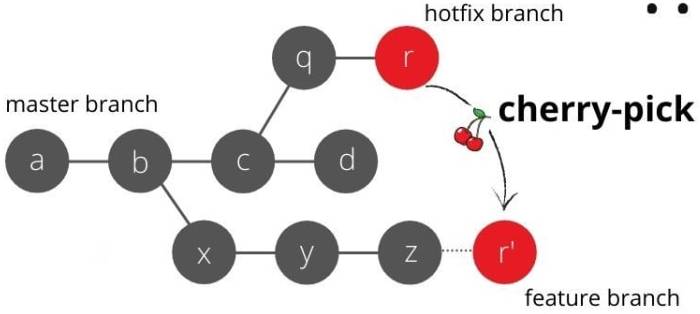 hotfix branch
q
r
cherry-pick
master branch
a
b
c
d
x
y
z
r'
feature branch